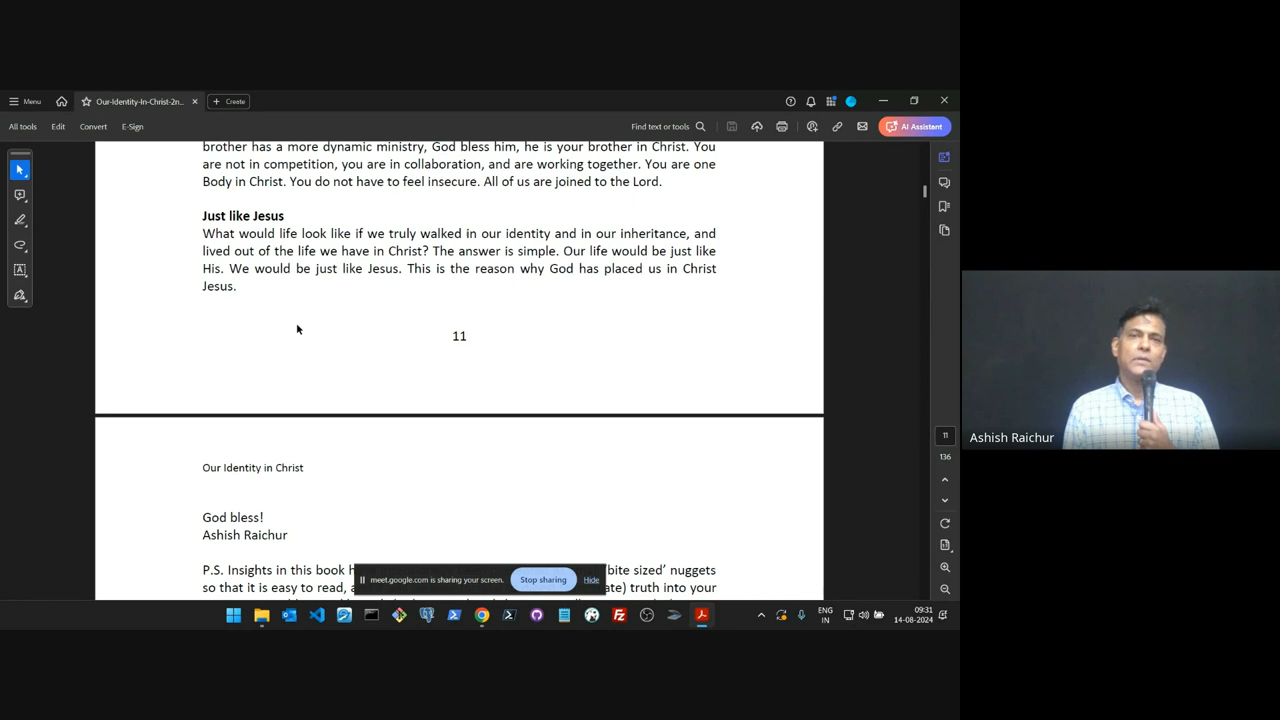 Menu
Our-Identity-In-Christ-2n...
Create
All tools
Edit
Convert
E-Sign
Find text or tools
AI Assistant
brother has a more dynamic ministry, God bless him, he is your brother in Christ. You
are not in competition, you are in collaboration, and are working together. You are one
Body in Christ. You do not have to feel insecure. All of us are joined to the Lord.
Just like Jesus
What would life look like if we truly walked in our identity and in our inheritance, and
lived out of the life we have in Christ? The answer is simple. Our life would be just like
His. We would be just like Jesus. This is the reason why God has placed us in Christ
Jesus.
11
Our Identity in Christ
God bless!
Ashish Raichur
P.S. Insights in this book h
bite sized’ nuggets
so that it is easy to read, a
ate) truth into your
meet.google.com is sharing your screen.
Stop sharing
Hide
11
136
Ashish Raichur
ENG
IN
09:31
14-08-2024